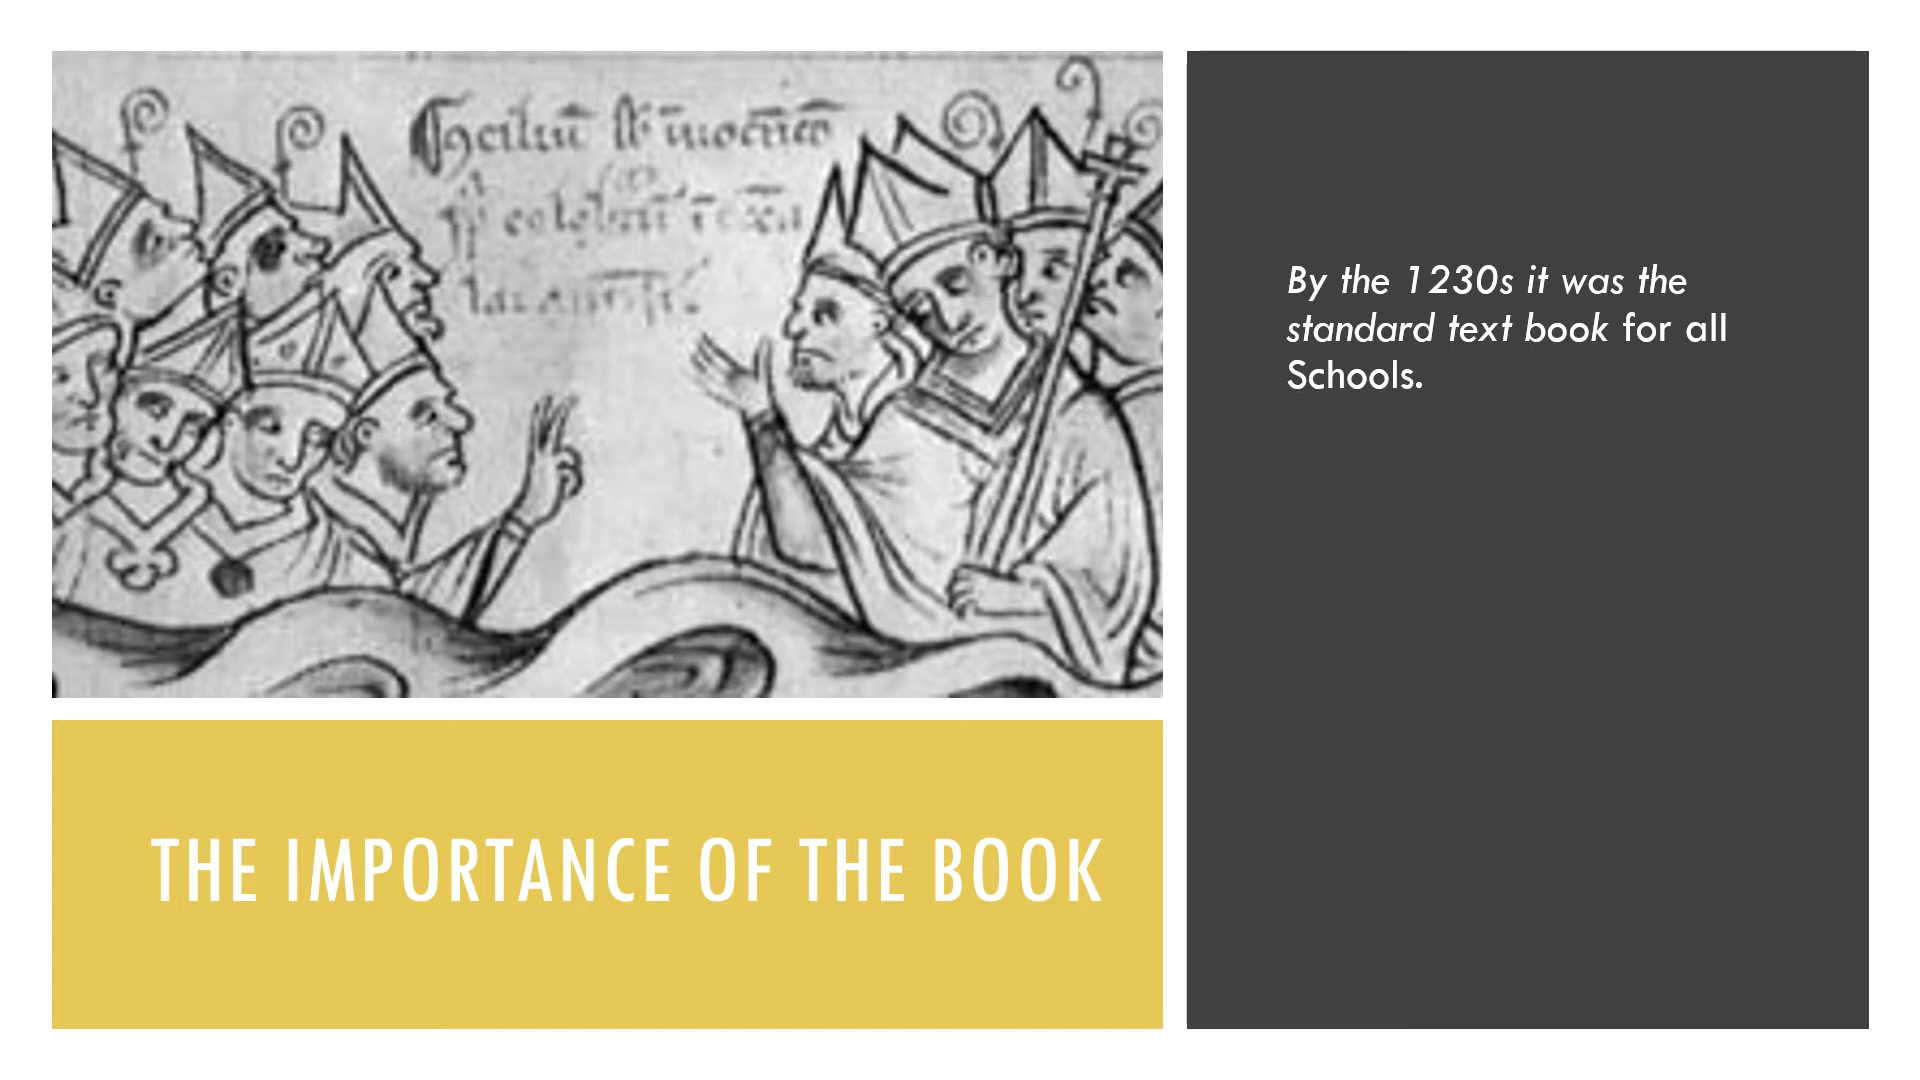 By the 1230s it was the
standard text book for all
Schools.
THE IMPORTANCE OF THE BOOK